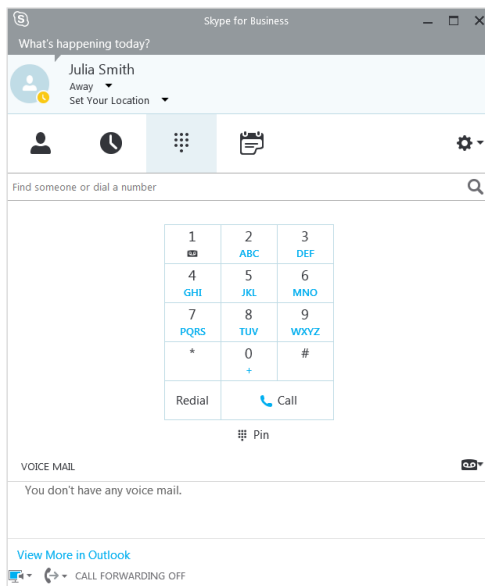 Skype for Business
What's happening today?
Julia Smith
Away
Set Your Location
Find someone or dial a number
1 2 3
ABC DEF
4 5 6
GHI JKL MNO
7 8 9
PQRS TUV WXYZ
* 0 #
+
Redial Call
Pin
VOICE MAIL
You don't have any voice mail.
View More in Outlook
CALL FORWARDING OFF